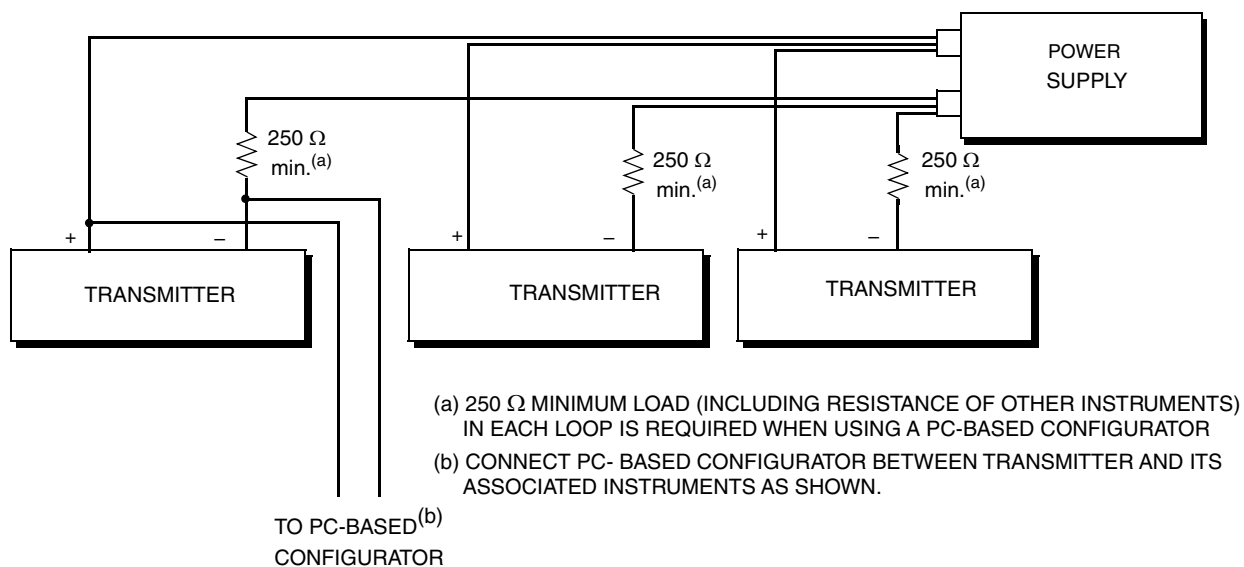 POWER
SUPPLY
250 Ω
min.(a)
250 Ω
min.(a)
250 Ω
min.(a)
+
–
+
–
+
–
TRANSMITTER
TRANSMITTER
TRANSMITTER
(a) 250 Ω MINIMUM LOAD (INCLUDING RESISTANCE OF OTHER INSTRUMENTS)
IN EACH LOOP IS REQUIRED WHEN USING A PC-BASED CONFIGURATOR
(b) CONNECT PC- BASED CONFIGURATOR BETWEEN TRANSMITTER AND ITS
ASSOCIATED INSTRUMENTS AS SHOWN.
TO PC-BASED(b)
CONFIGURATOR